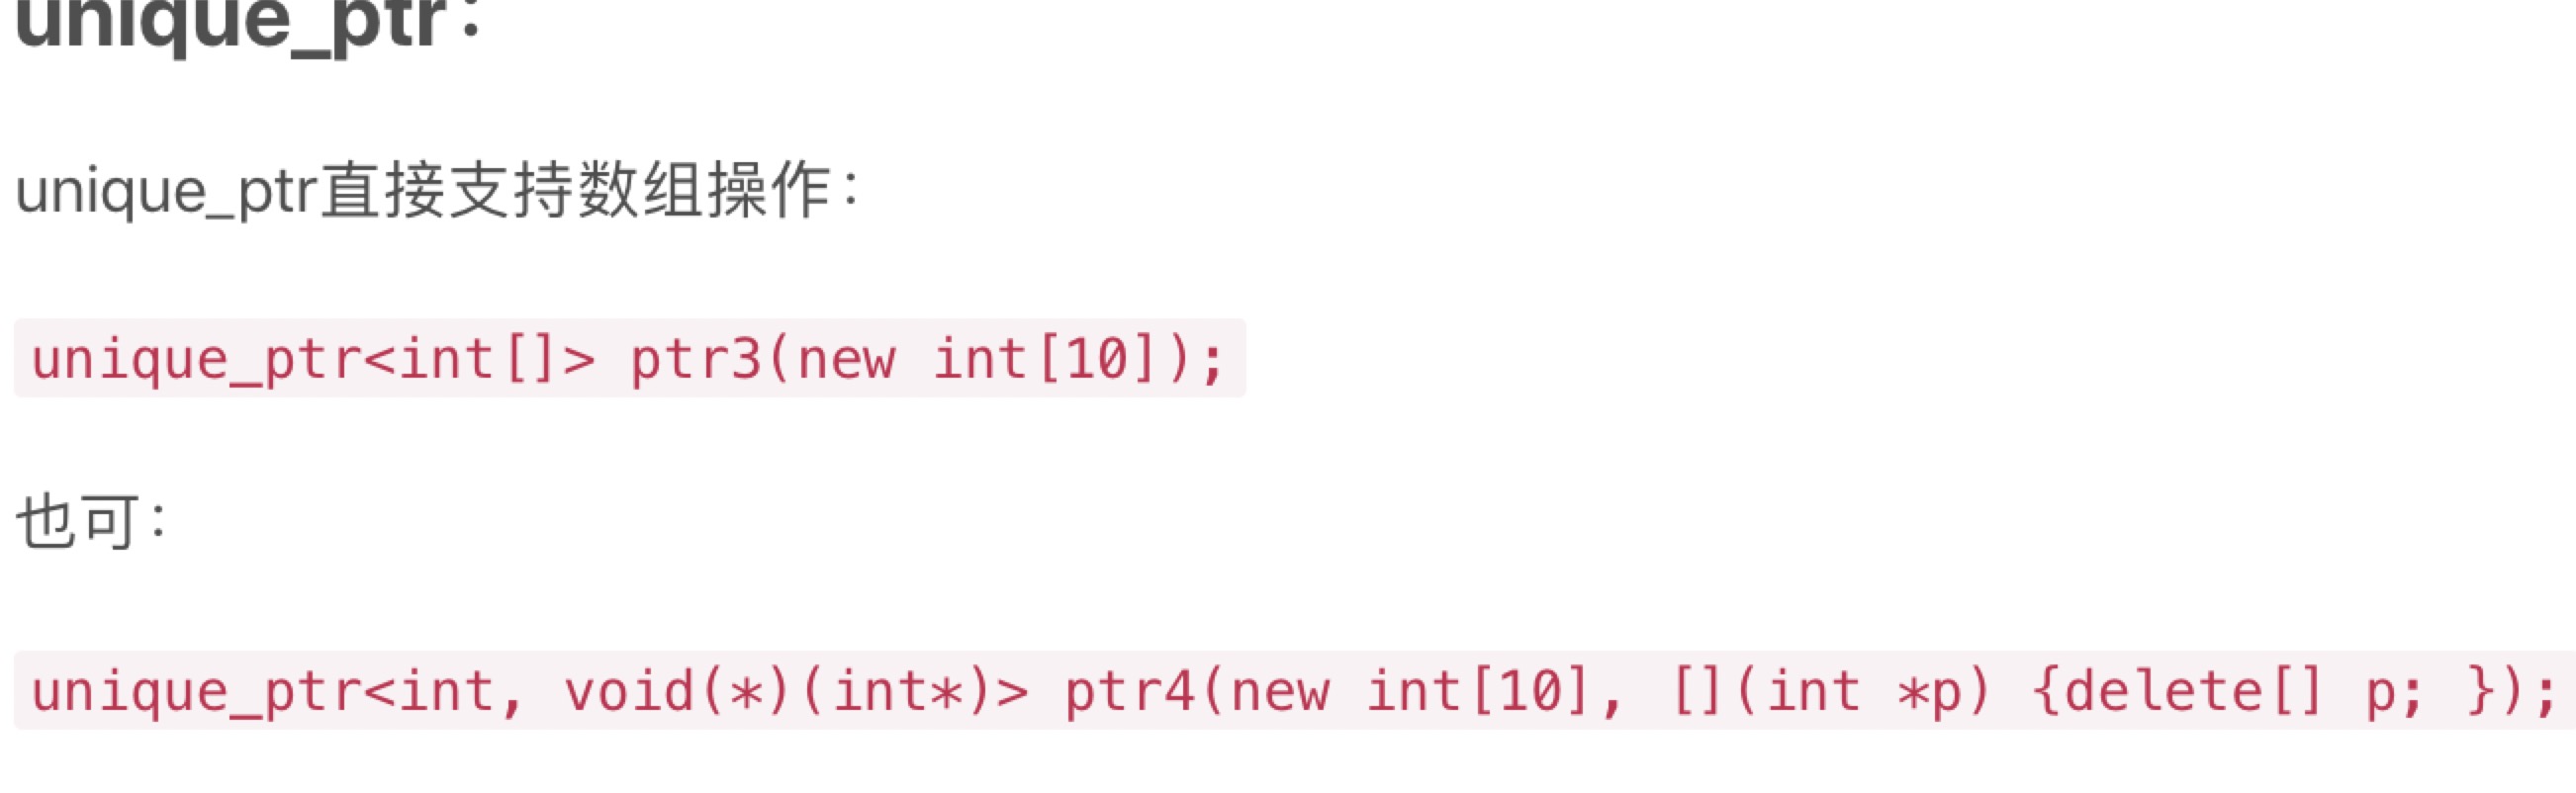 unique_ptr：
unique_ptr直接支持数组操作：
unique_ptr<int[]> ptr3(new int[10]);
也可：
unique_ptr<int, void(*)(int*)> ptr4(new int[10], [](int *p) {delete[] p; });